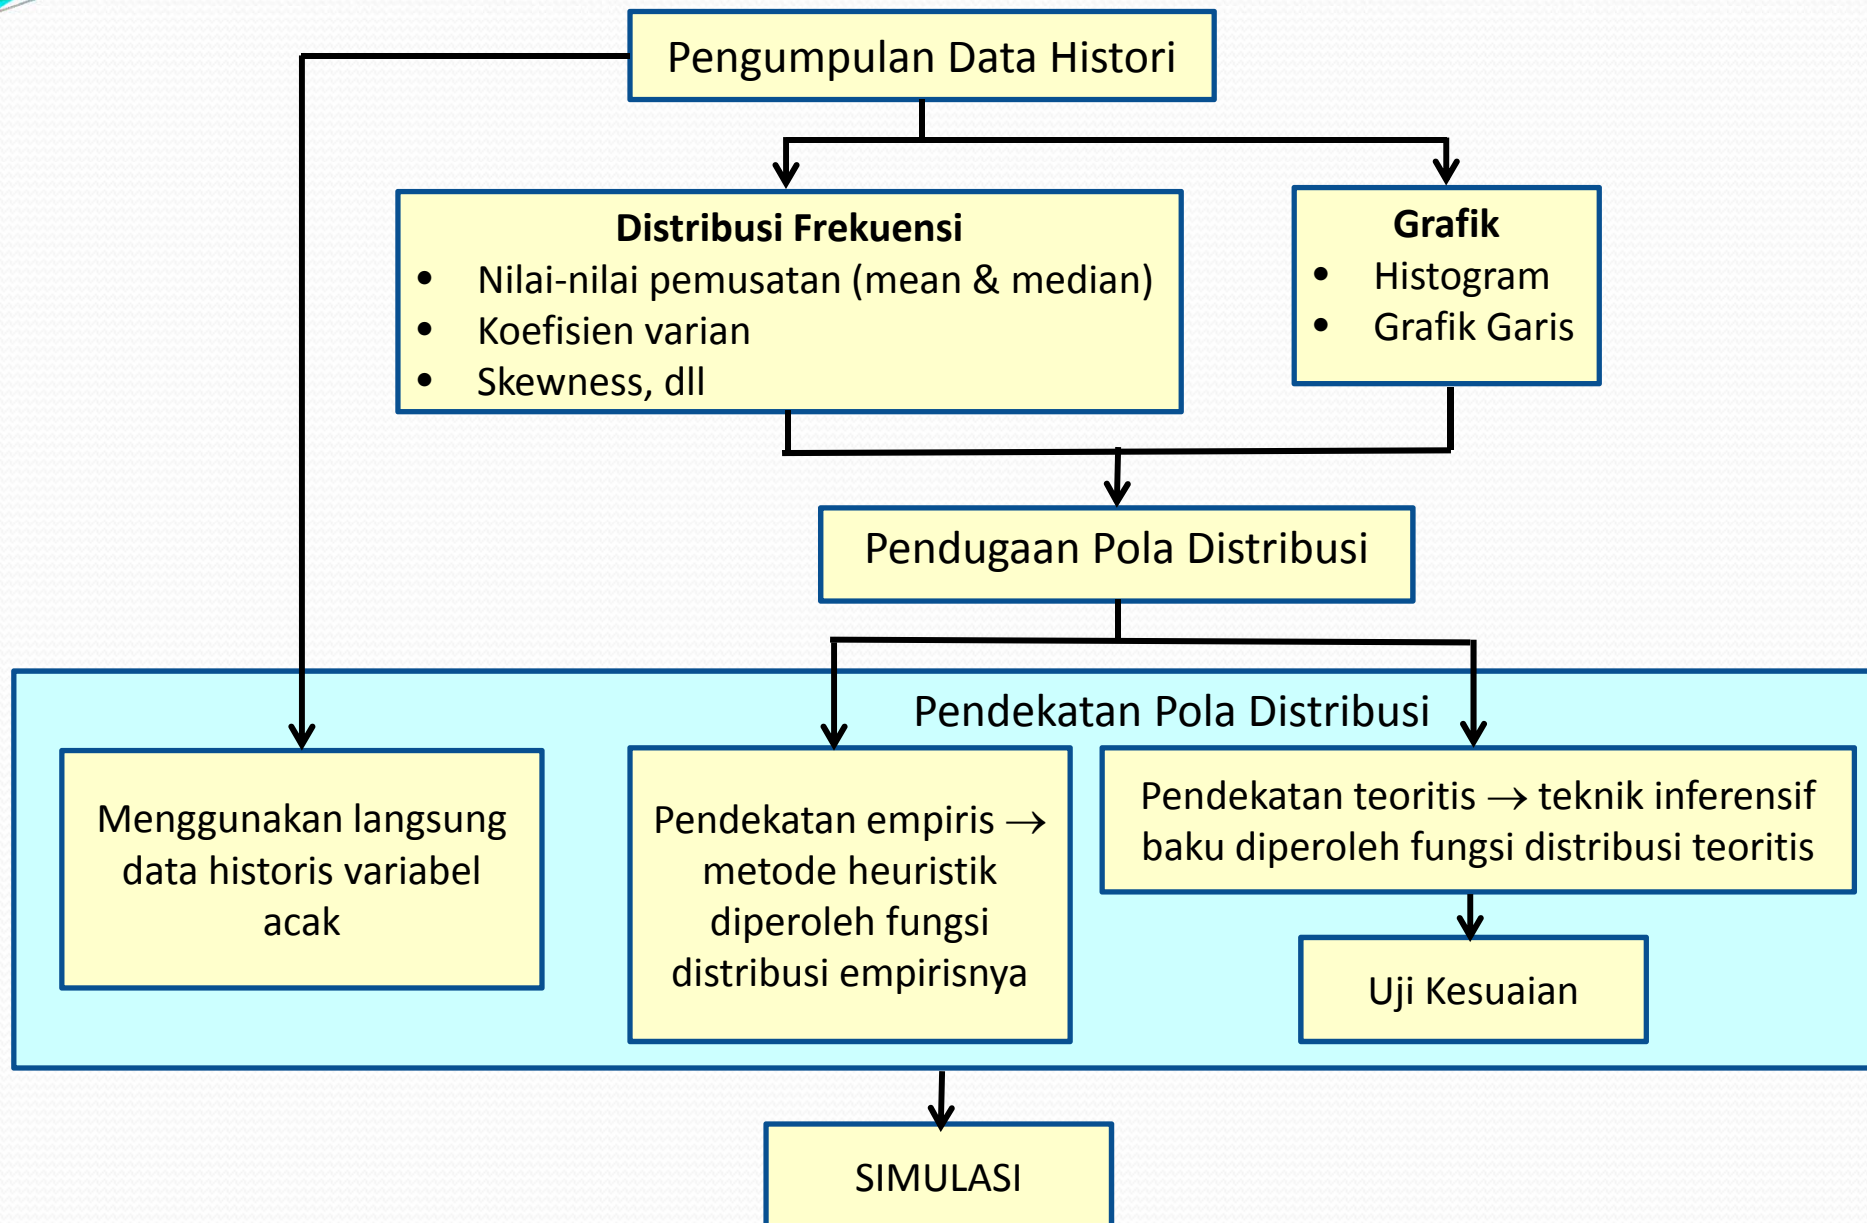 Pengumpulan Data Histori
Distribusi Frekuensi
• Nilai-nilai pemusatan (mean & median)
• Koefisien varian
• Skewness, dll
Grafik
• Histogram
• Grafik Garis
Pendugaan Pola Distribusi
Pendekatan Pola Distribusi
Menggunakan langsung
data historis variabel
acak
Pendekatan empiris →
metode heuristik
diperoleh fungsi
distribusi empirisnya
Pendekatan teoritis → teknik inferensif
baku diperoleh fungsi distribusi teoritis
Uji Kesuaian
SIMULASI